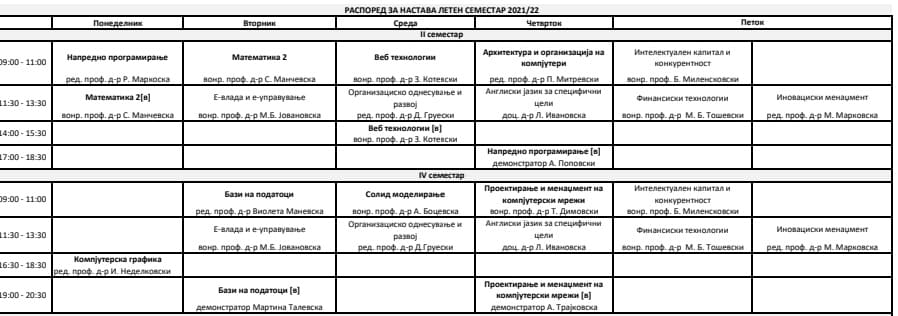 РАСПОРЕД ЗА НАСТАВА ЛЕТЕН СЕМЕСТАР 2021/22
Понеделник Вторник Среда Четврток Петок
II семестар
09:00 - 11:00
Напредно програмирање
ред. проф. д-р Р. Маркоска
Математика 2
вонр. проф. д-р С. Манчевска
Веб технологии
вонр. проф. д-р З. Котевски
Архитектура и организација на
компјутери
ред. проф. д-р П. Митревски
Интелектуален капитал и
конкурентност
вонр. проф. Б. Миленсковски
11:30 - 13:30
Математика 2[в]
вонр. проф. д-р С. Манчевска
Е-влада и е-управување
вонр. проф. д-р М.Б. Јовановска
Организациско однесување и
развој
ред. проф. д-р Д. Груески
Англиски јазик за специфични
цели
доц. д-р Л. Ивановска
Финансиски технологии
вонр. проф. д-р М. Б. Тошевски
Иновациски менаџмент
ред. проф. д-р М. Марковска
14:00 - 15:30
Веб технологии [в]
вонр. проф. д-р З. Котевски
17:00 - 18:30
Напредно програмирање [в]
демонстратор А. Поповски
IV семестар
09:00 - 11:00
Бази на податоци
ред. проф. д-р Виолета Маневска
Солид моделирање
вонр. проф. д-р А. Боцевска
Проектирање и менаџмент на
компјутерски мрежи
вонр. проф. д-р Т. Димовски
Интелектуален капитал и
конкурентност
вонр. проф. Б. Миленсковски
11:30 - 13:30
Е-влада и е-управување
вонр. проф. д-р М.Б. Јовановска
Организациско однесување и
развој
ред. проф. д-р Д.Груески
Англиски јазик за специфични
цели
доц. д-р Л. Ивановска
Финансиски технологии
вонр. проф. д-р М. Б. Тошевски
Иновациски менаџмент
ред. проф. д-р М. Марковска
16:30 - 18:30
Компјутерска графика
ред. проф. д-р И. Неделковски
19:00 - 20:30
Бази на податоци [в]
демонстратор Мартина Талевска
Проектирање и менаџмент на
компјутерски мрежи [в]
демонстратор А. Трајковска